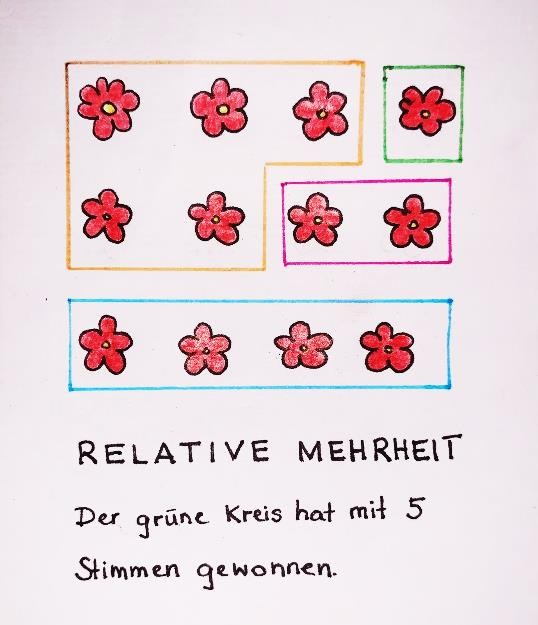 RELATIVE MEHRHEIT
Der grüne Kreis hat mit 5
Stimmen gewonnen.